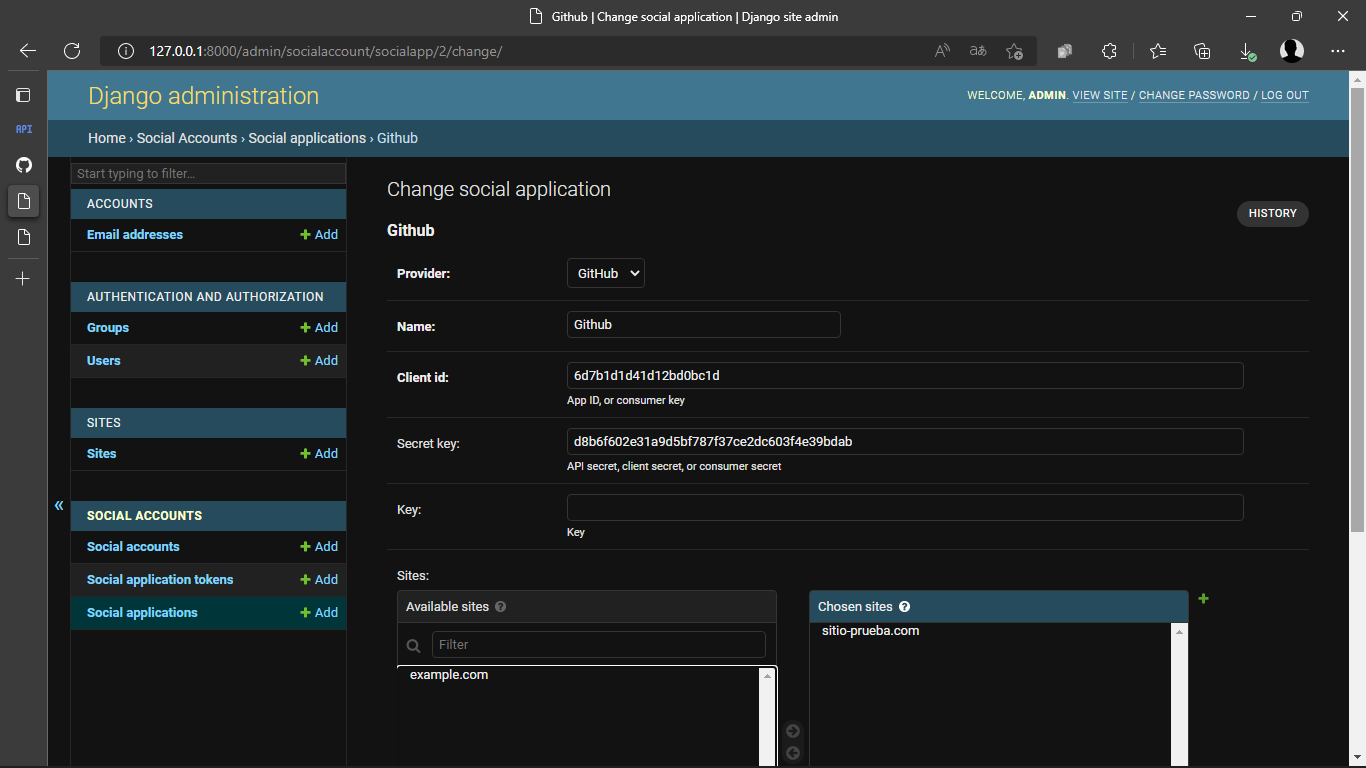 Github | Change social application | Django site admin
127.0.0.1:8000/admin/socialaccount/socialapp/2/change/
API
Django administration
WELCOME, ADMIN. VIEW SITE / CHANGE PASSWORD / LOG OUT
Home › Social Accounts › Social applications › Github
Start typing to filter...
ACCOUNTS
Email addresses + Add
AUTHENTICATION AND AUTHORIZATION
Groups + Add
Users + Add
SITES
Sites + Add
«
SOCIAL ACCOUNTS
Social accounts + Add
Social application tokens + Add
Social applications + Add
Change social application
HISTORY
Github
Provider: GitHub
Name: Github
Client id: 6d7b1d1d41d12bd0bc1d
App ID, or consumer key
Secret key: d8b6f602e31a9d5bf787f37ce2dc603f4e39bdab
API secret, client secret, or consumer secret
Key:
Key
Sites:
Available sites ?
Filter
example.com
Chosen sites ?
sitio-prueba.com